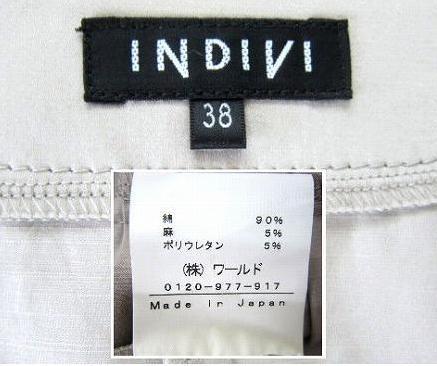 INDIVI
38
綿 90%
麻 5%
ポリウレタン 5%
(株) ワールド
0120-977-917
Made in Japan